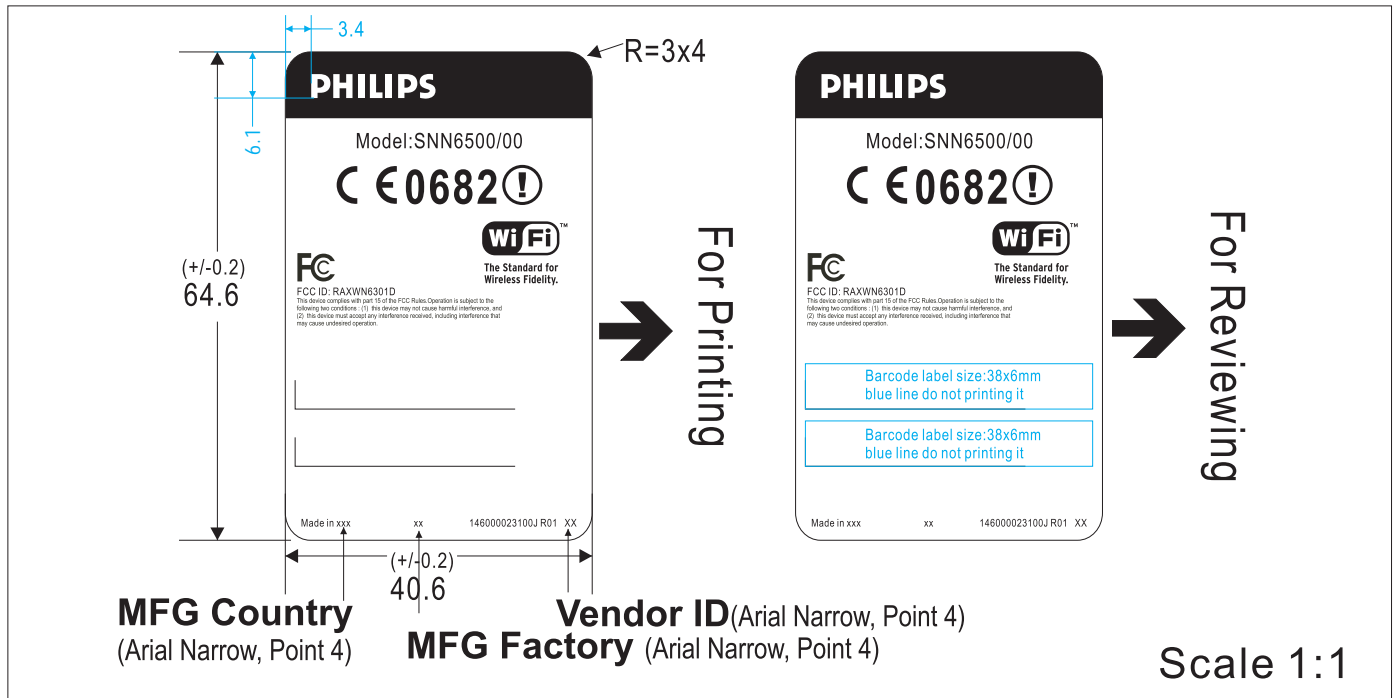 3.4
R=3x4
6.1
(+/-0.2)
64.6
PHILIPS
Model:SNN6500/00
CE0682!
Wi Fi™
The Standard for
Wireless Fidelity.
FC
FCC ID: RAXWN6301D
This device complies with part 15 of the FCC Rules.Operation is subject to the
following two conditions : (1) this device may not cause harmful interference, and
(2) this device must accept any interference received, including interference that
may cause undesired operation.
Made in xxx xx 146000023100J R01 XX
(+/-0.2)
40.6
For Printing
PHILIPS
Model:SNN6500/00
CE0682!
Wi Fi™
The Standard for
Wireless Fidelity.
FC
FCC ID: RAXWN6301D
This device complies with part 15 of the FCC Rules.Operation is subject to the
following two conditions : (1) this device may not cause harmful interference, and
(2) this device must accept any interference received, including interference that
may cause undesired operation.
Barcode label size:38x6mm
blue line do not printing it
Barcode label size:38x6mm
blue line do not printing it
Made in xxx xx 146000023100J R01 XX
For Reviewing
MFG Country
(Arial Narrow, Point 4)
MFG Factory (Arial Narrow, Point 4)
Vendor ID(Arial Narrow, Point 4)
Scale 1:1